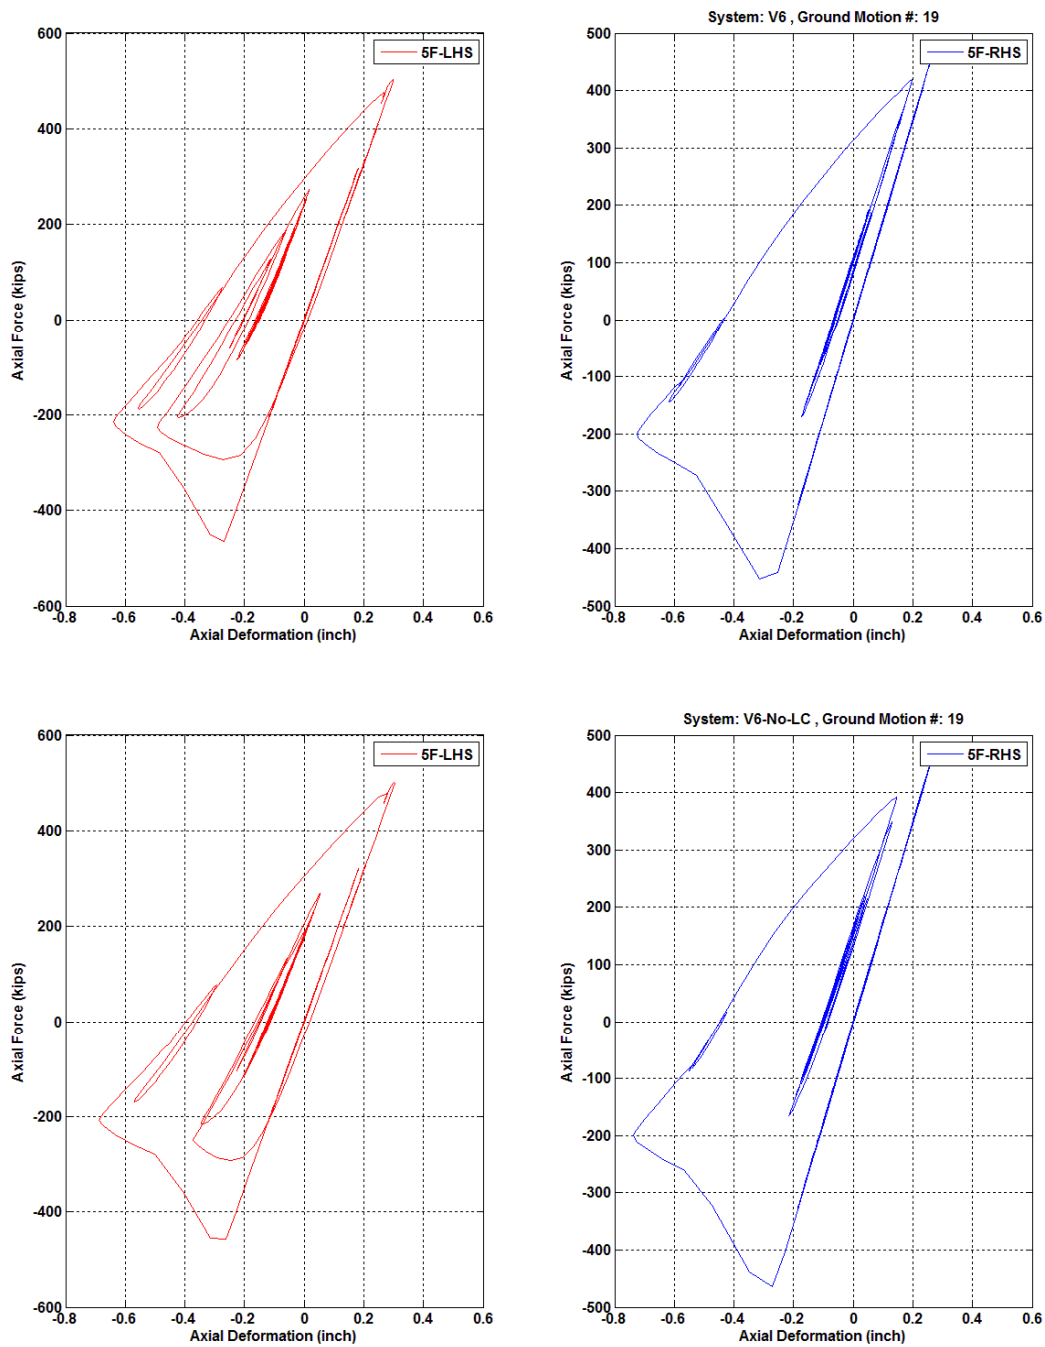 System: V6 , Ground Motion #: 19
600
400
200
0
-200
-400
-600
Axial Force (kips)
5F-LHS
-0.8 -0.6 -0.4 -0.2 0 0.2 0.4 0.6
Axial Deformation (inch)
500
400
300
200
100
0
-100
-200
-300
-400
-500
Axial Force (kips)
5F-RHS
-0.8 -0.6 -0.4 -0.2 0 0.2 0.4 0.6
Axial Deformation (inch)
System: V6-No-LC , Ground Motion #: 19
600
400
200
0
-200
-400
-600
Axial Force (kips)
5F-LHS
-0.8 -0.6 -0.4 -0.2 0 0.2 0.4 0.6
Axial Deformation (inch)
500
400
300
200
100
0
-100
-200
-300
-400
-500
Axial Force (kips)
5F-RHS
-0.8 -0.6 -0.4 -0.2 0 0.2 0.4 0.6
Axial Deformation (inch)